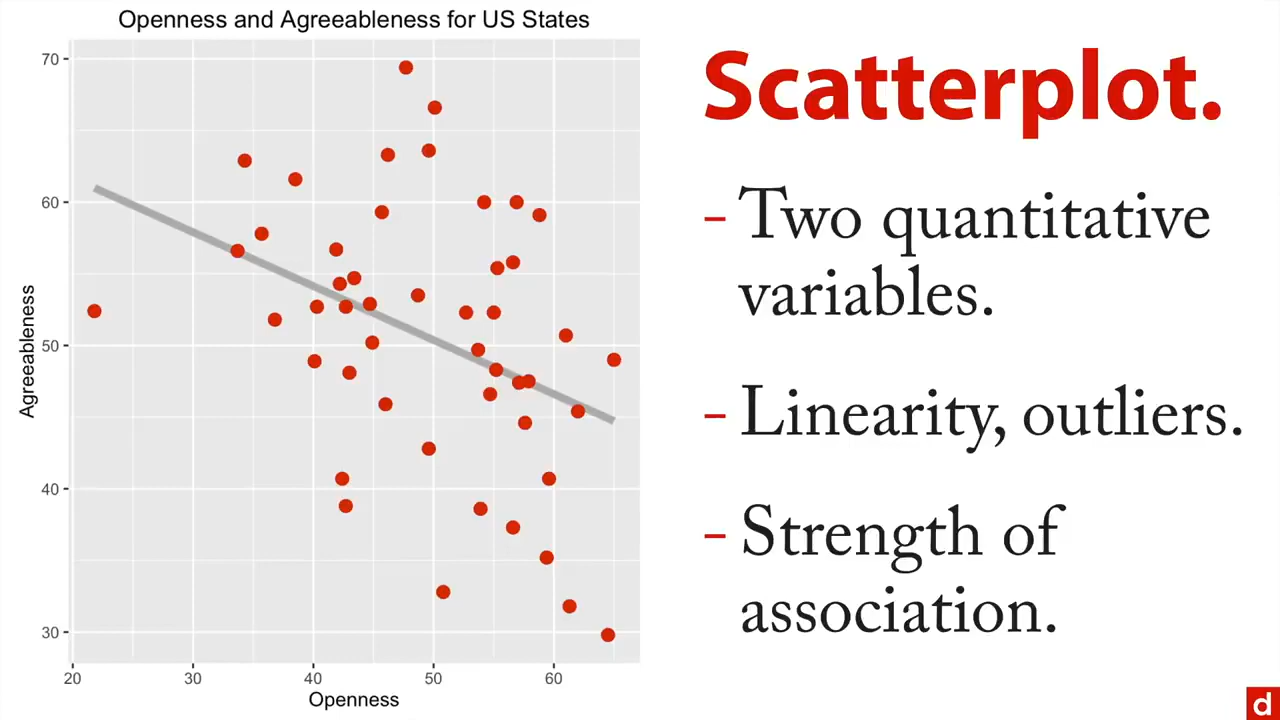 Openness and Agreeableness for US States
70
60
50
40
30
Agreeableness
20
30
40
50
60
Openness
Scatterplot.
- Two quantitative
variables.
- Linearity, outliers.
- Strength of
association.
d